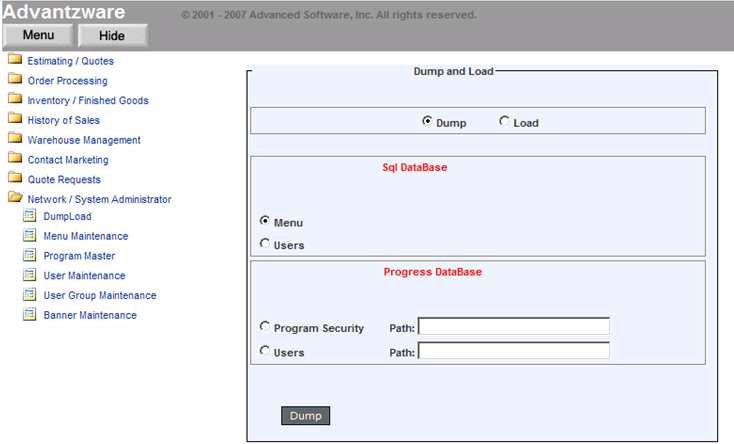 Advantzware
© 2001 - 2007 Advanced Software, Inc. All rights reserved.
Menu Hide
Estimating / Quotes
Order Processing
Inventory / Finished Goods
History of Sales
Warehouse Management
Contact Marketing
Quote Requests
Network / System Administrator
DumpLoad
Menu Maintenance
Program Master
User Maintenance
User Group Maintenance
Banner Maintenance
Dump and Load
Dump Load
Sql DataBase
Menu
Users
Progress DataBase
Program Security Path:
Users Path:
Dump